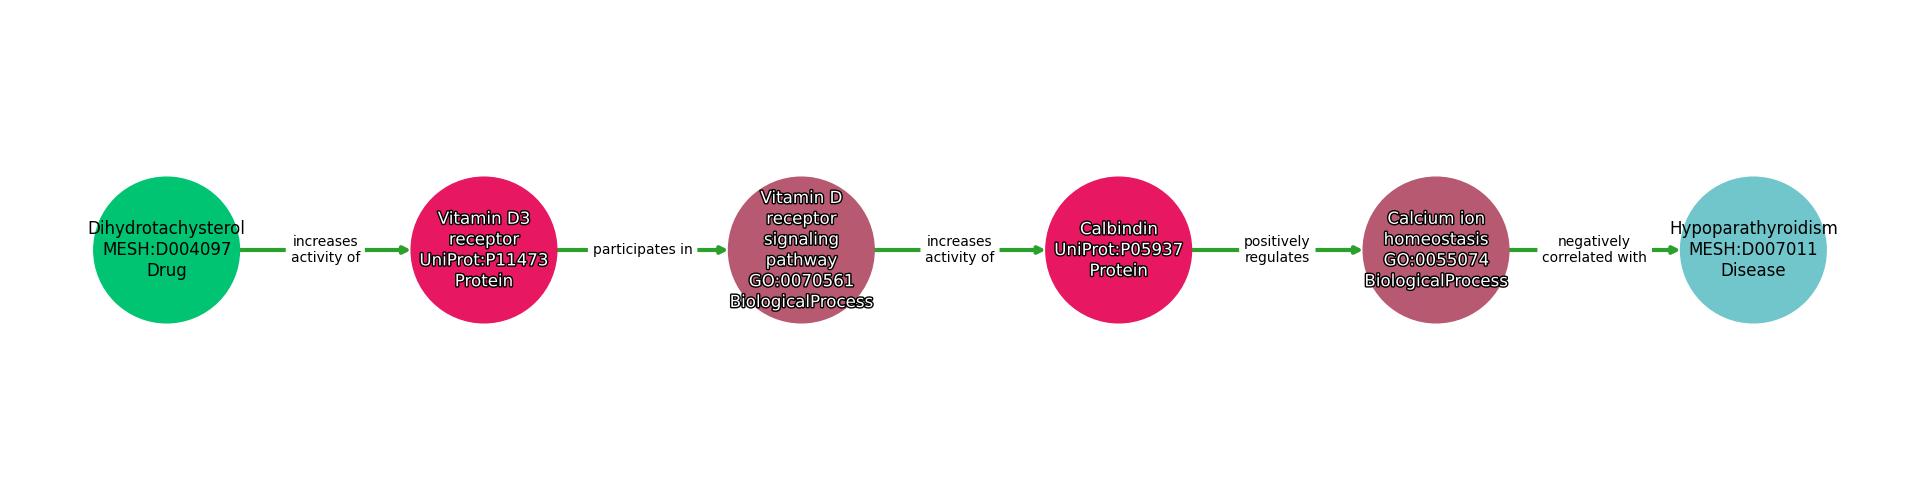 Dihydrotachysterol
MESH:D004097
Drug
increases
activity of
Vitamin D3
receptor
UniProt:P11473
Protein
participates in
Vitamin D
receptor
signaling
pathway
GO:0070561
BiologicalProcess
increases
activity of
Calbindin
UniProt:P05937
Protein
positively
regulates
Calcium ion
homeostasis
GO:0055074
BiologicalProcess
negatively
correlated with
Hypoparathyroidism
MESH:D007011
Disease